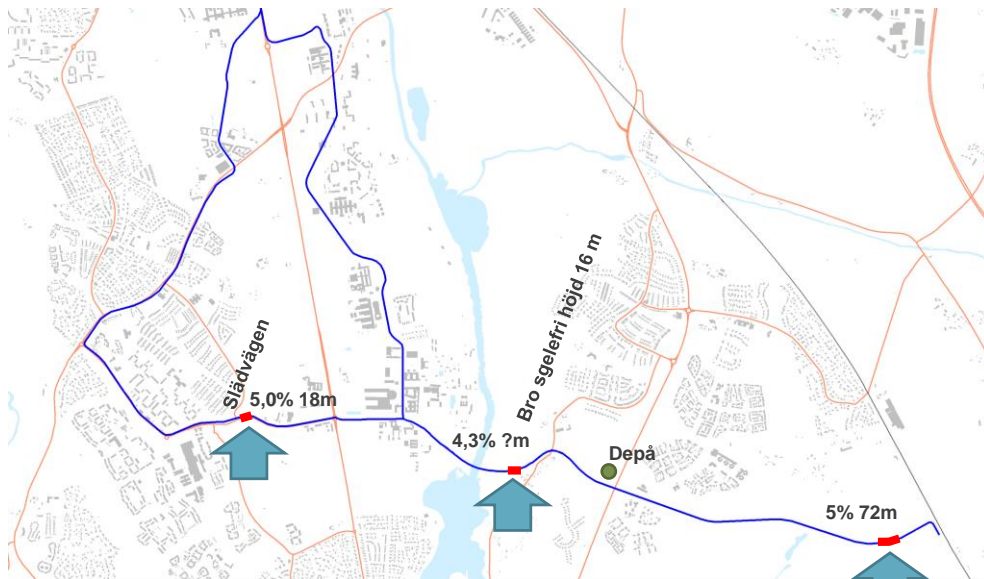 Slädvägen
5,0% 18m
4,3% ?m
Bro sgelefri höjd 16 m
Depå
5% 72m